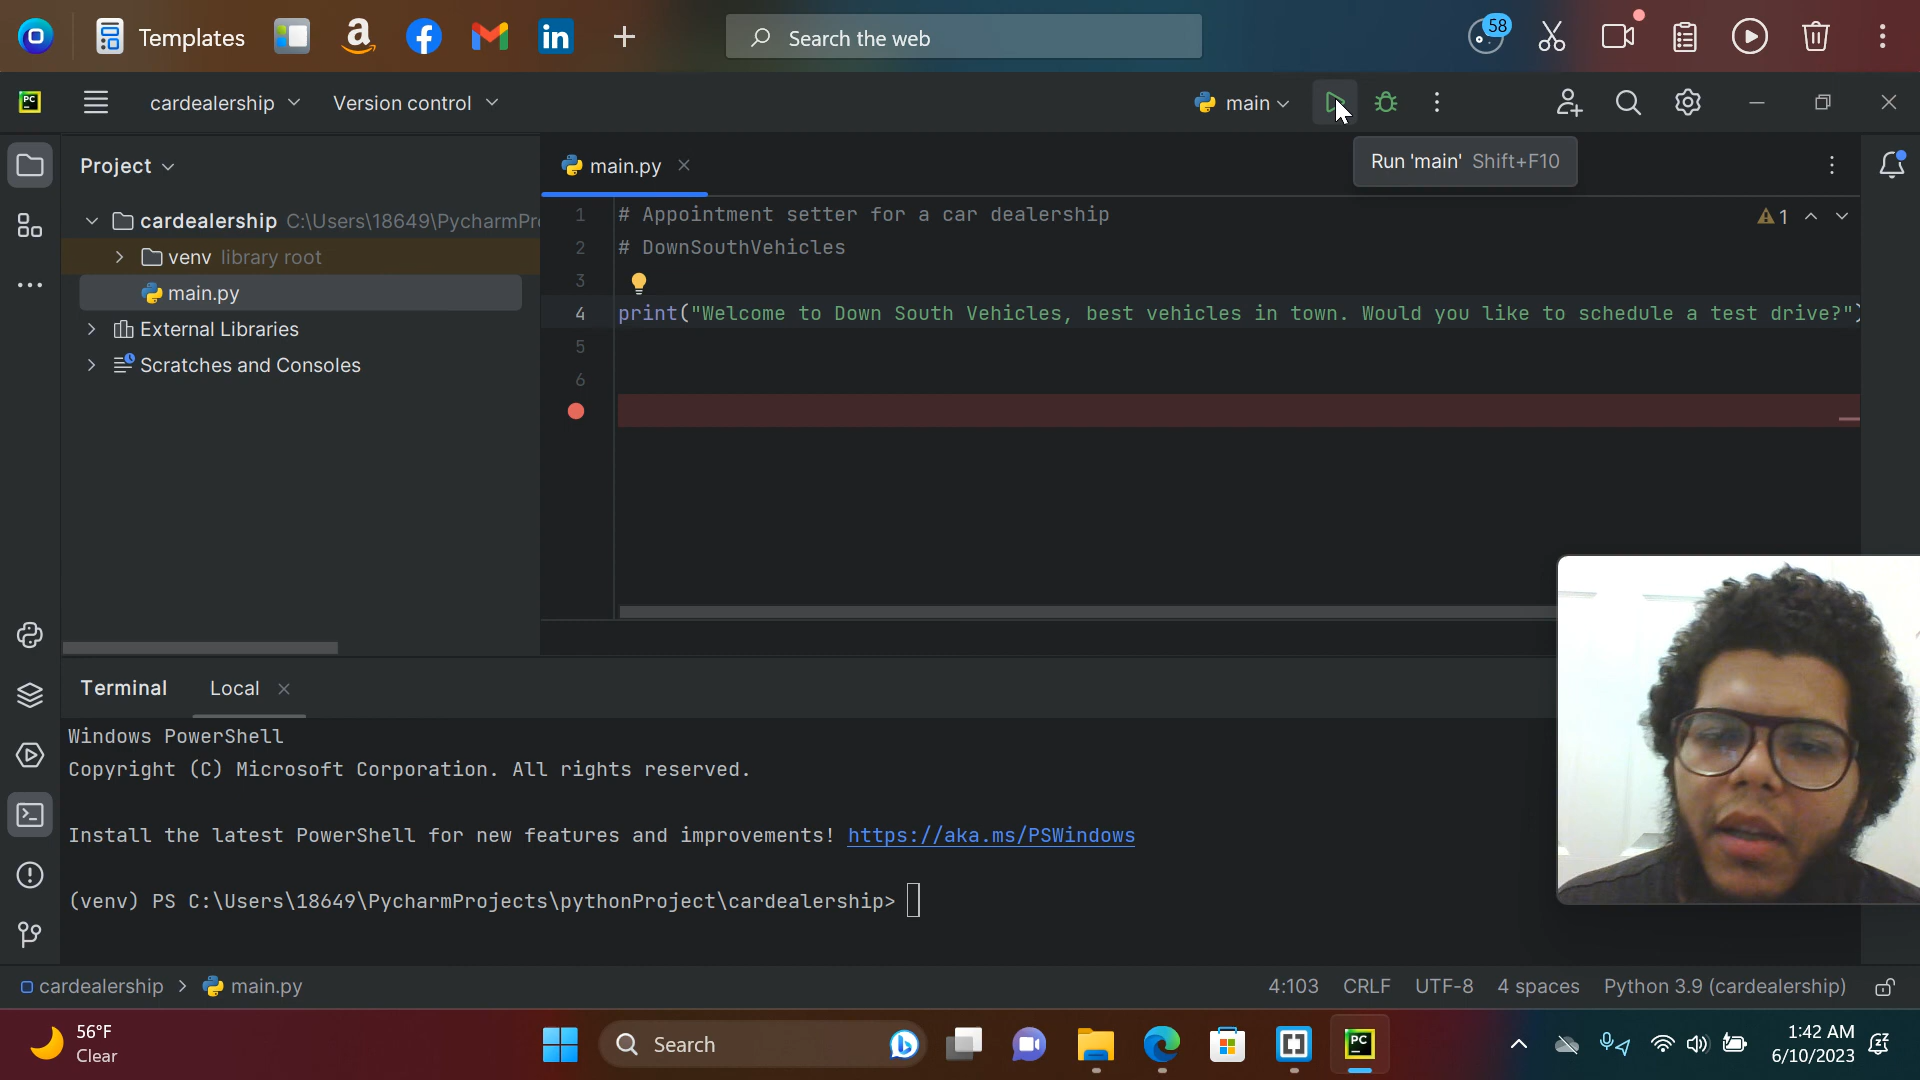 Templates
Search the web
58
PC
cardealership
Version control
main
Run 'main' Shift+F10
Project
main.py
cardealership C:\Users\18649\PycharmPr
venv library root
main.py
External Libraries
Scratches and Consoles
1 # Appointment setter for a car dealership
2 # DownSouthVehicles
3
4 print("Welcome to Down South Vehicles, best vehicles in town. Would you like to schedule a test drive?")
5
6
1
Terminal
Local
Windows PowerShell
Copyright (C) Microsoft Corporation. All rights reserved.
Install the latest PowerShell for new features and improvements! https://aka.ms/PSWindows
(venv) PS C:\Users\18649\PycharmProjects\pythonProject\cardealership>
cardealership > main.py
4:103 CRLF UTF-8 4 spaces Python 3.9 (cardealership)
56°F
Clear
Search
PC
1:42 AM
6/10/2023